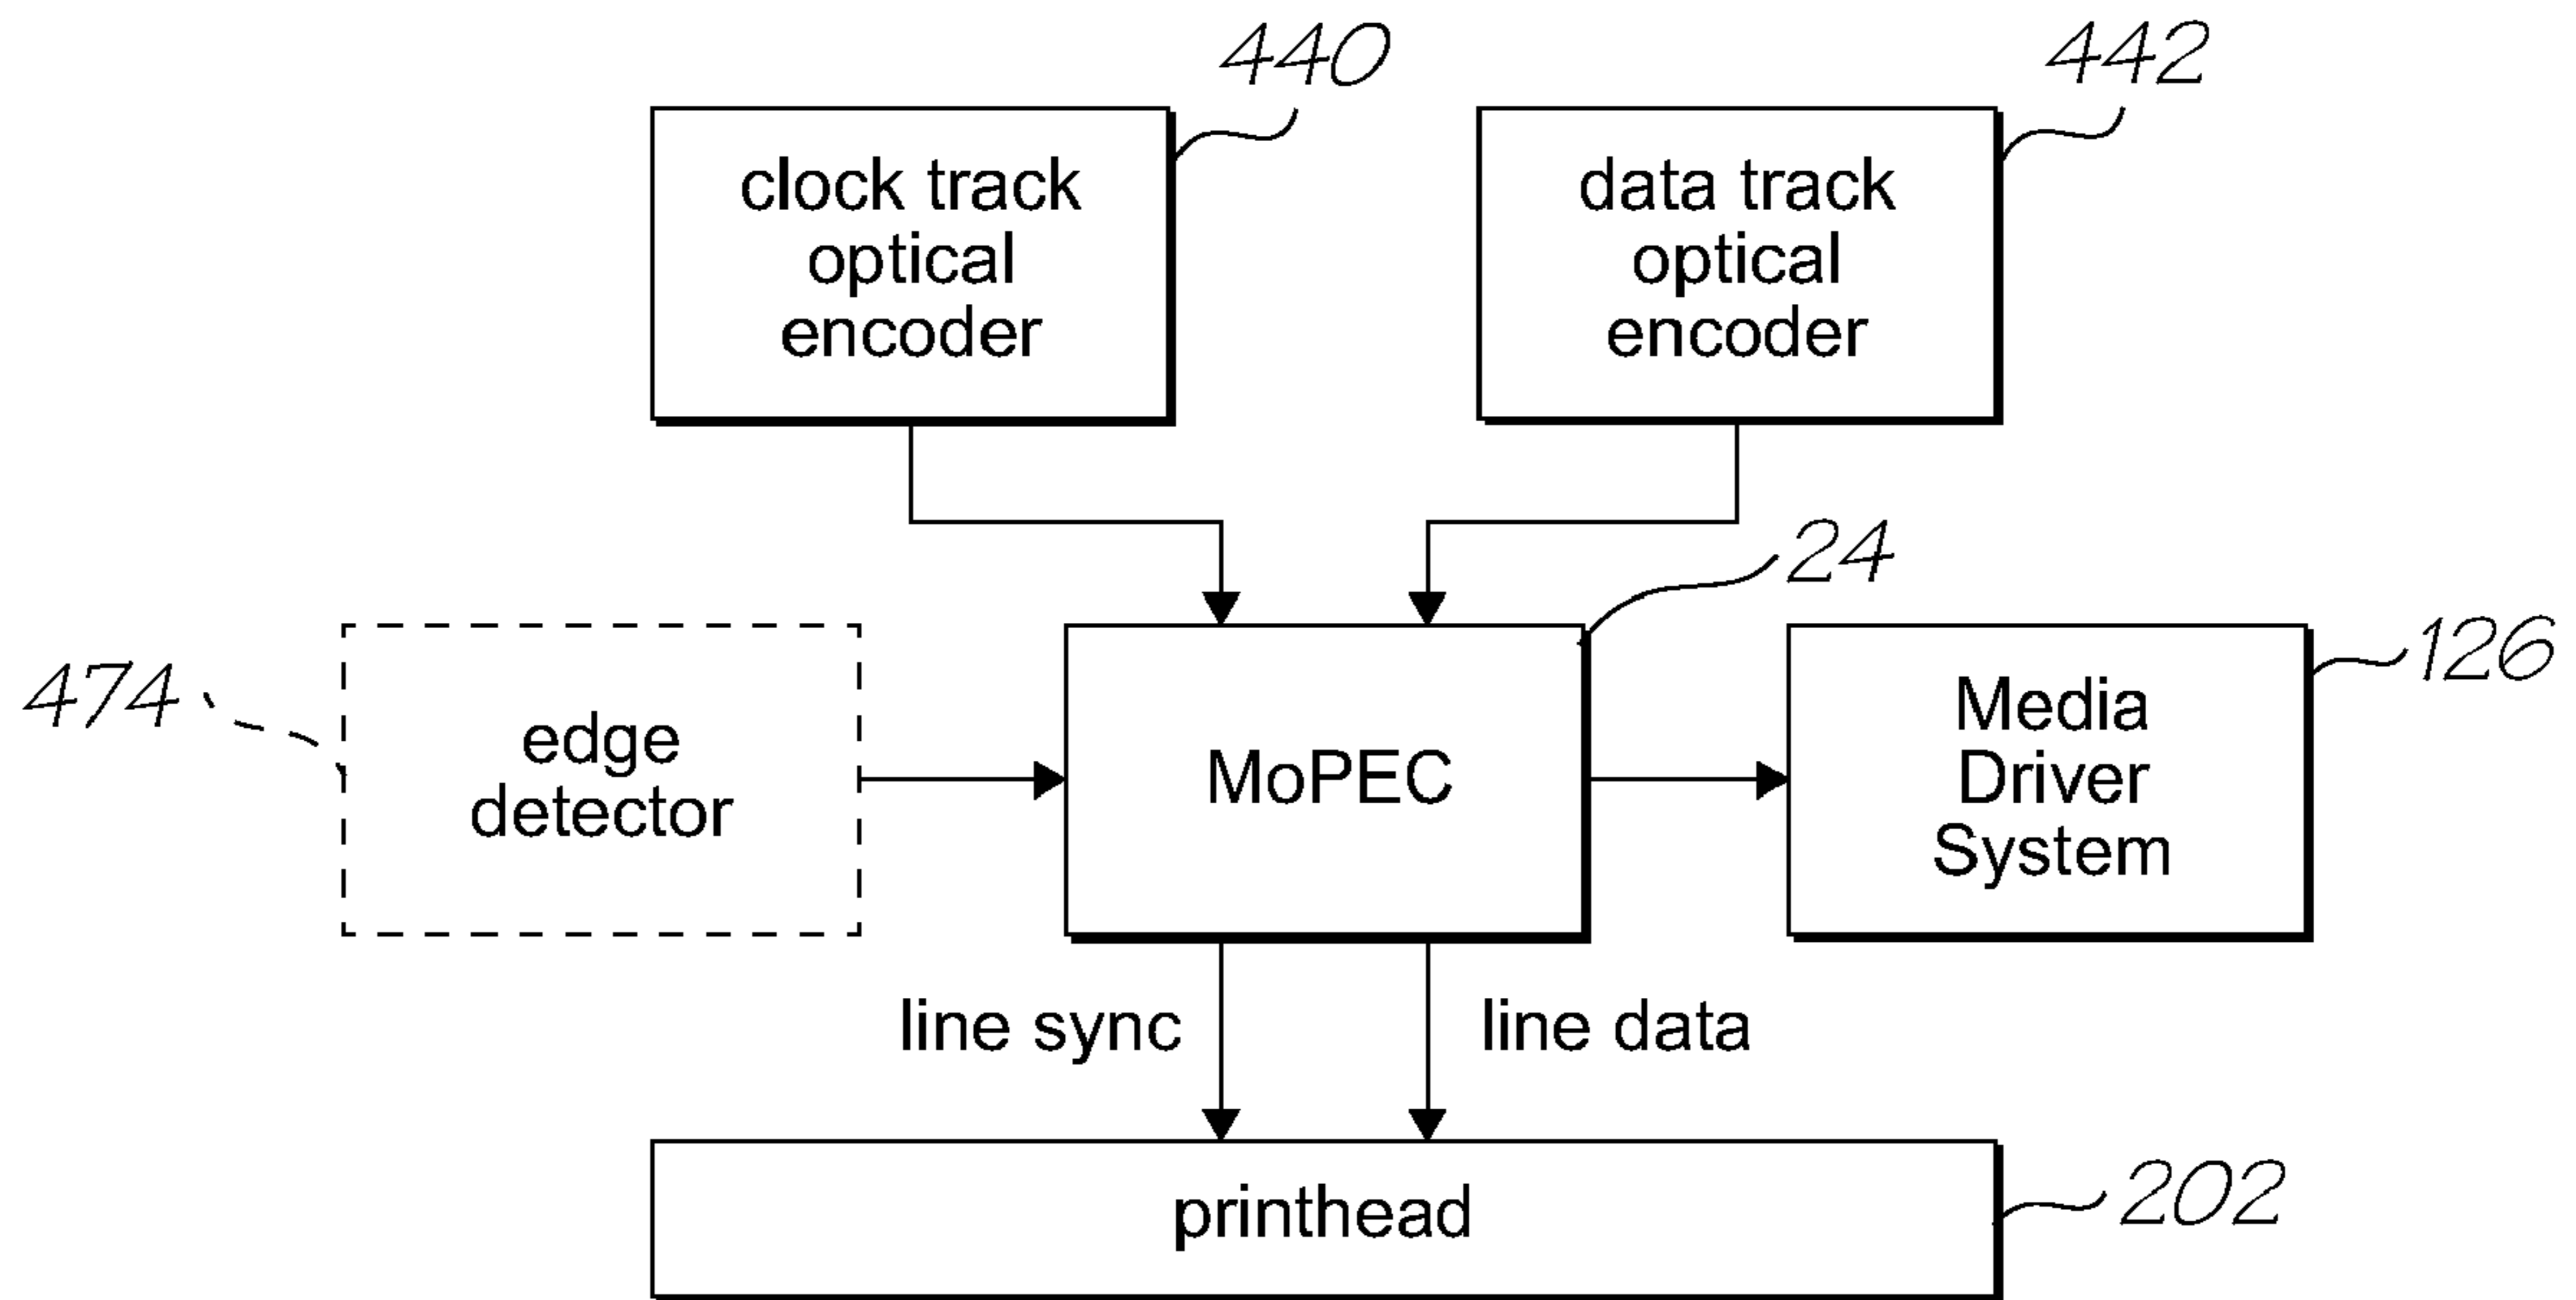 440
442
clock track
optical
encoder
data track
optical
encoder
24
126
474
edge
detector
MoPEC
Media
Driver
System
line sync
line data
printhead
202